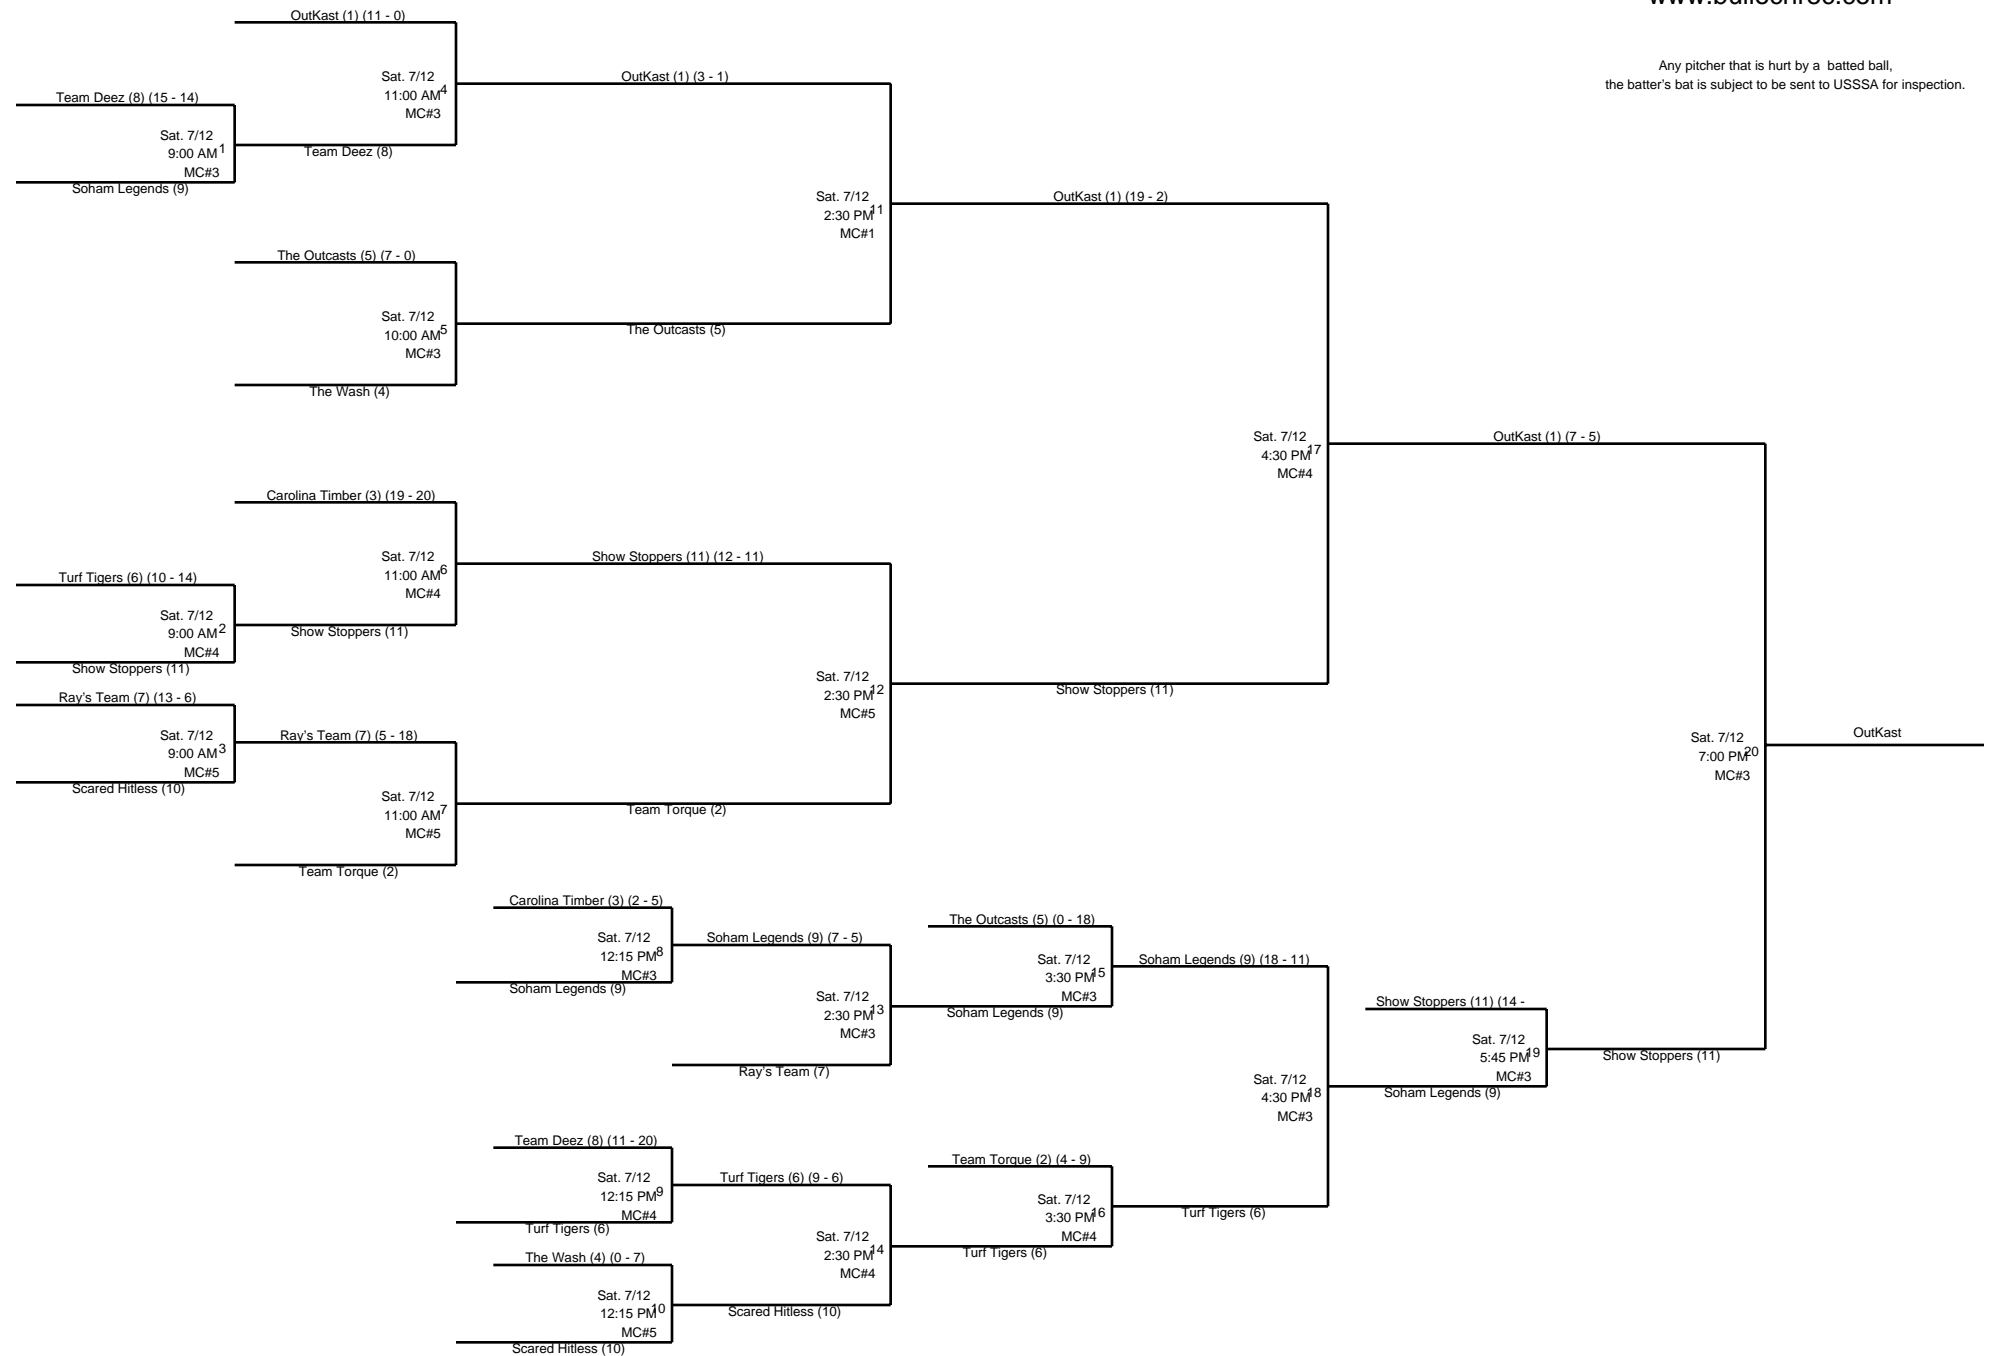 OutKast (1) (11 - 0)
Sat. 7/12
11:00 AM 4
MC#3
Team Deez (8) (15 - 14)
Sat. 7/12
9:00 AM 1
MC#3
Soham Legends (9)
Team Deez (8)
OutKast (1) (3 - 1)
Any pitcher that is hurt by a batted ball,
the batter's bat is subject to be sent to USSSA for inspection.
Sat. 7/12
2:30 PM 11
MC#1
OutKast (1) (19 - 2)
The Outcasts (5) (7 - 0)
Sat. 7/12
10:00 AM 5
MC#3
The Wash (4)
The Outcasts (5)
Sat. 7/12
4:30 PM 17
MC#4
OutKast (1) (7 - 5)
Carolina Timber (3) (19 - 20)
Sat. 7/12
11:00 AM 6
MC#4
Turf Tigers (6) (10 - 14)
Sat. 7/12
9:00 AM 2
MC#4
Show Stoppers (11)
Show Stoppers (11)
Show Stoppers (11) (12 - 11)
Sat. 7/12
2:30 PM 12
MC#5
Show Stoppers (11)
Ray's Team (7) (13 - 6)
Sat. 7/12
9:00 AM 3
MC#5
Scared Hitless (10)
Ray's Team (7) (5 - 18)
Sat. 7/12
11:00 AM 7
MC#5
Team Torque (2)
Team Torque (2)
Sat. 7/12
7:00 PM 20
MC#3
OutKast
Carolina Timber (3) (2 - 5)
Sat. 7/12
12:15 PM 8
MC#3
Soham Legends (9)
Soham Legends (9) (7 - 5)
Sat. 7/12
2:30 PM 13
MC#3
Ray's Team (7)
The Outcasts (5) (0 - 18)
Sat. 7/12
3:30 PM 15
MC#3
Soham Legends (9)
Soham Legends (9) (18 - 11)
Sat. 7/12
4:30 PM 18
MC#3
Show Stoppers (11) (14 -
Sat. 7/12
5:45 PM 19
MC#3
Soham Legends (9)
Show Stoppers (11)
Team Deez (8) (11 - 20)
Sat. 7/12
12:15 PM 9
MC#4
Turf Tigers (6)
Turf Tigers (6) (9 - 6)
Sat. 7/12
2:30 PM 14
MC#4
Team Torque (2) (4 - 9)
Sat. 7/12
3:30 PM 16
MC#4
Turf Tigers (6)
Turf Tigers (6)
The Wash (4) (0 - 7)
Sat. 7/12
12:15 PM 10
MC#5
Scared Hitless (10)
Scared Hitless (10)